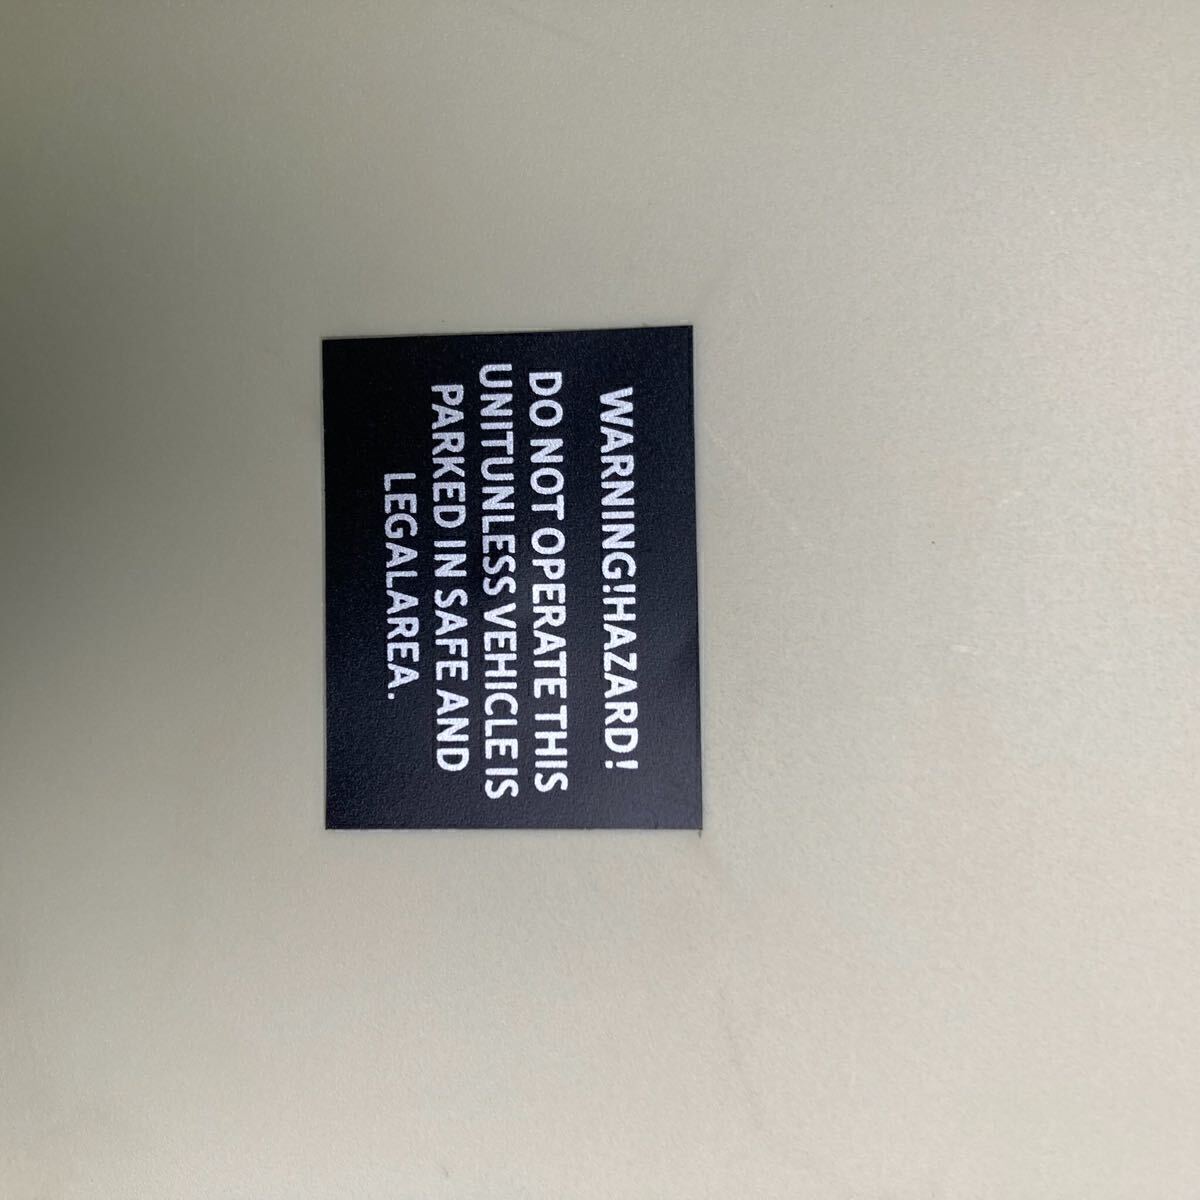 WARNING!HAZARD!
DO NOT OPERATE THIS
UNITUNLESS VEHICLE IS
PARKED IN SAFE AND
LEGALAREA.